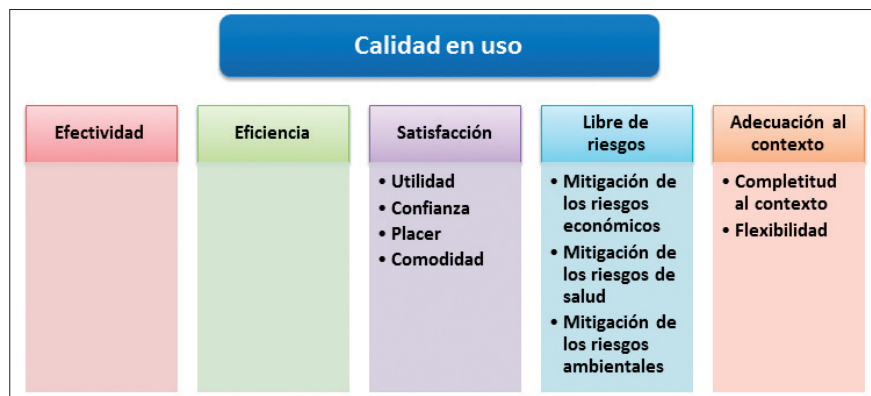 Calidad en uso
Efectividad
Eficiencia
Satisfacción
• Utilidad
• Confianza
• Placer
• Comodidad
Libre de
riesgos
• Mitigación de
los riesgos
económicos
• Mitigación de
los riesgos de
salud
• Mitigación de
los riesgos
ambientales
Adecuación al
contexto
• Completitud
al contexto
• Flexibilidad